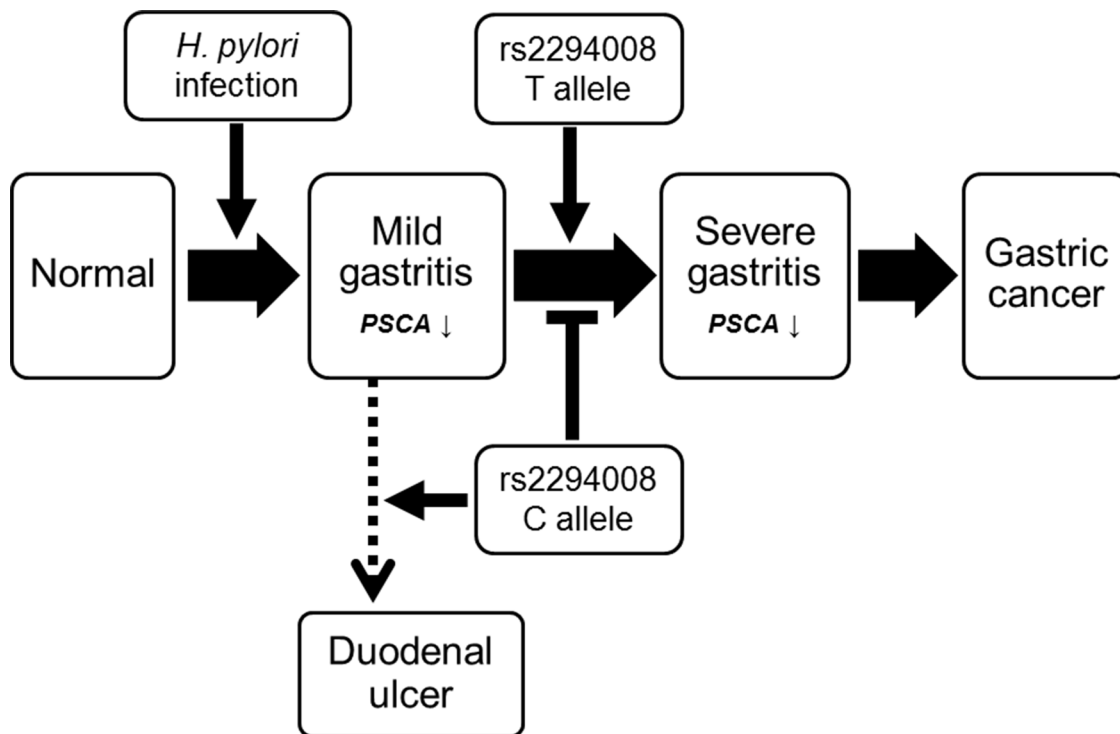 H. pylori
infection
rs2294008
T allele
Normal
Mild
gastritis
PSCA ↓
Severe
gastritis
PSCA ↓
Gastric
cancer
rs2294008
C allele
Duodenal
ulcer